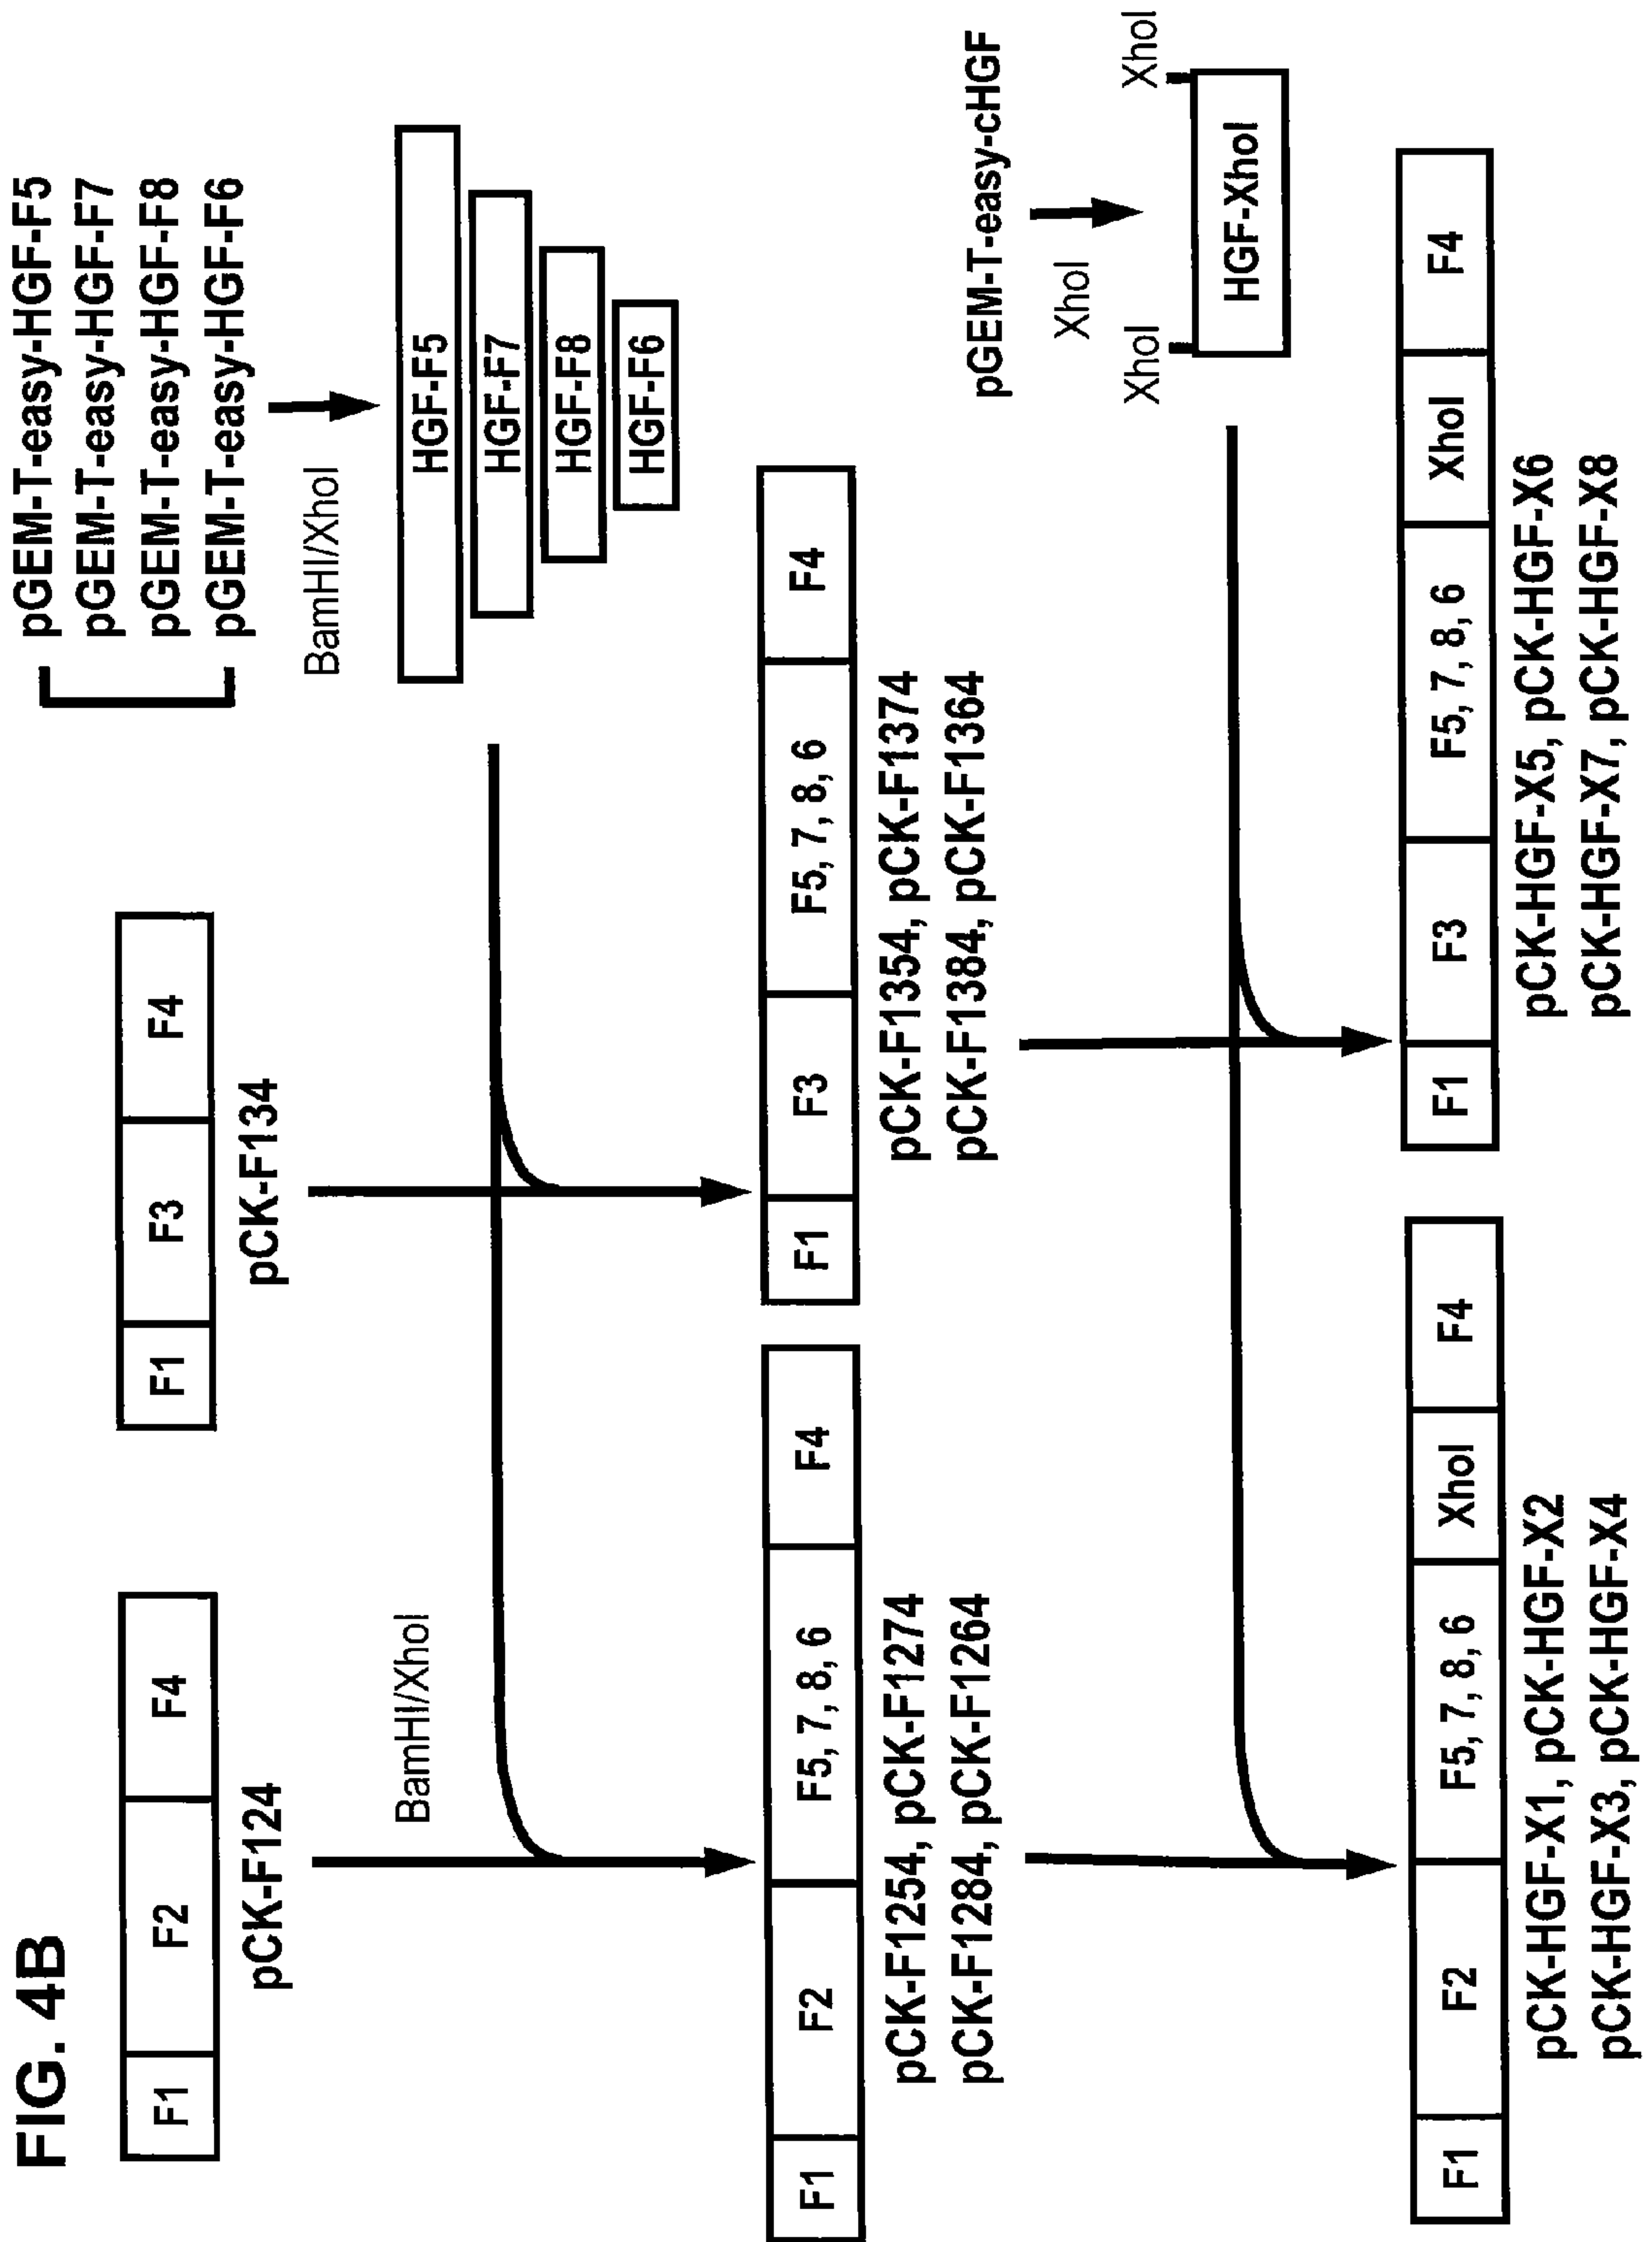 FIG. 4B
F1 F2 F4
pCK-F124
F1 F3 F4
pCK-F134
pGEM-T-easy-HGF-F5
pGEM-T-easy-HGF-F7
pGEM-T-easy-HGF-F8
pGEM-T-easy-HGF-F6
BamHI/XhoI
BamHI/XhoI
HGF-F5
HGF-F7
HGF-F8
HGF-F6
F1 F2 F5, 7, 8, 6 F4
pCK-F1254, pCK-F1274
pCK-F1284, pCK-F1264
F1 F3 F5, 7, 8, 6 F4
pCK-F1354, pCK-F1374
pCK-F1384, pCK-F1364
pGEM-T-easy-cHGF
XhoI
XhoI XhoI
HGF-XhoI
F1 F2 F5, 7, 8, 6 XhoI F4
pCK-HGF-X1, pCK-HGF-X2
pCK-HGF-X3, pCK-HGF-X4
F1 F3 F5, 7, 8, 6 XhoI F4
pCK-HGF-X5, pCK-HGF-X6
pCK-HGF-X7, pCK-HGF-X8